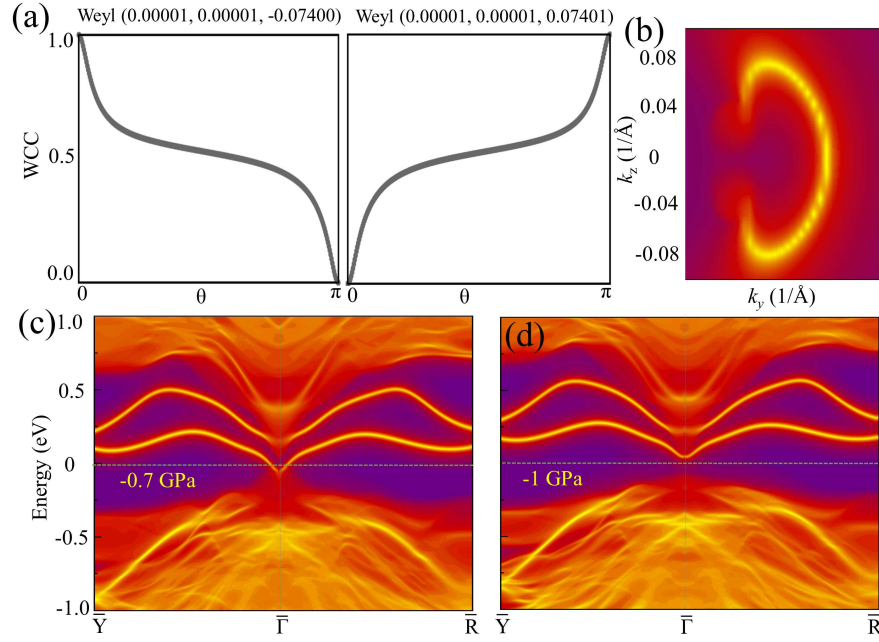 (a)
Weyl (0.00001, 0.00001, -0.07400)
Weyl (0.00001, 0.00001, 0.07401)
(b)
1.0
0.5
0.0
WCC
0
θ
π
0
θ
π
0.08
0.04
0
-0.04
-0.08
k_z (1/Å)
k_y (1/Å)
(c)
1.0
0.5
0
-0.5
-1.0
Energy (eV)
-0.7 GPa
Y̅
Γ̅
R̅
(d)
-1 GPa
Y̅
Γ̅
R̅